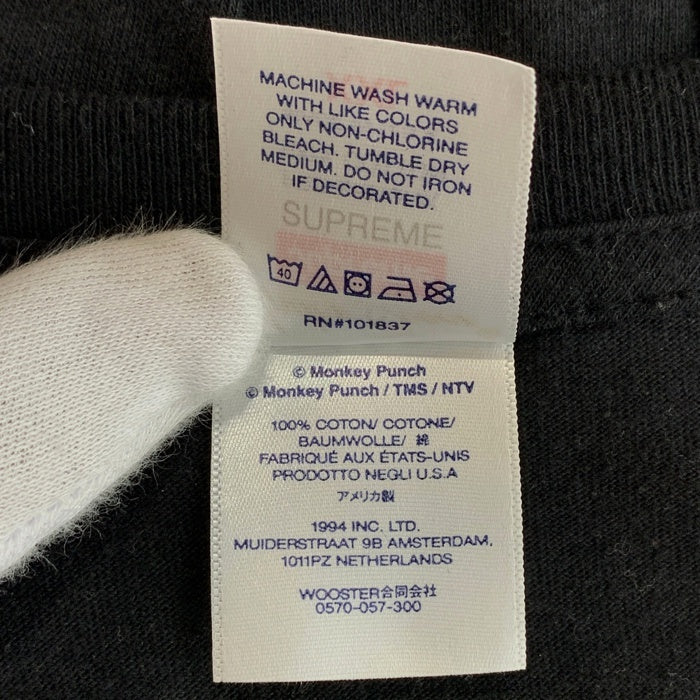 MACHINE WASH WARM
WITH LIKE COLORS
ONLY NON-CHLORINE
BLEACH. TUMBLE DRY
MEDIUM. DO NOT IRON
IF DECORATED.
SUPREME
40
RN#101837
© Monkey Punch
© Monkey Punch / TMS / NTV
100% COTON/ COTONE/
BAUMWOLLE/ 綿
FABRIQUÉ AUX ÉTATS-UNIS
PRODOTTO NEGLI U.S.A
アメリカ製
1994 INC. LTD.
MUIDERSTRAAT 9B AMSTERDAM.
1011PZ NETHERLANDS
WOOSTER合同会社
0570-057-300